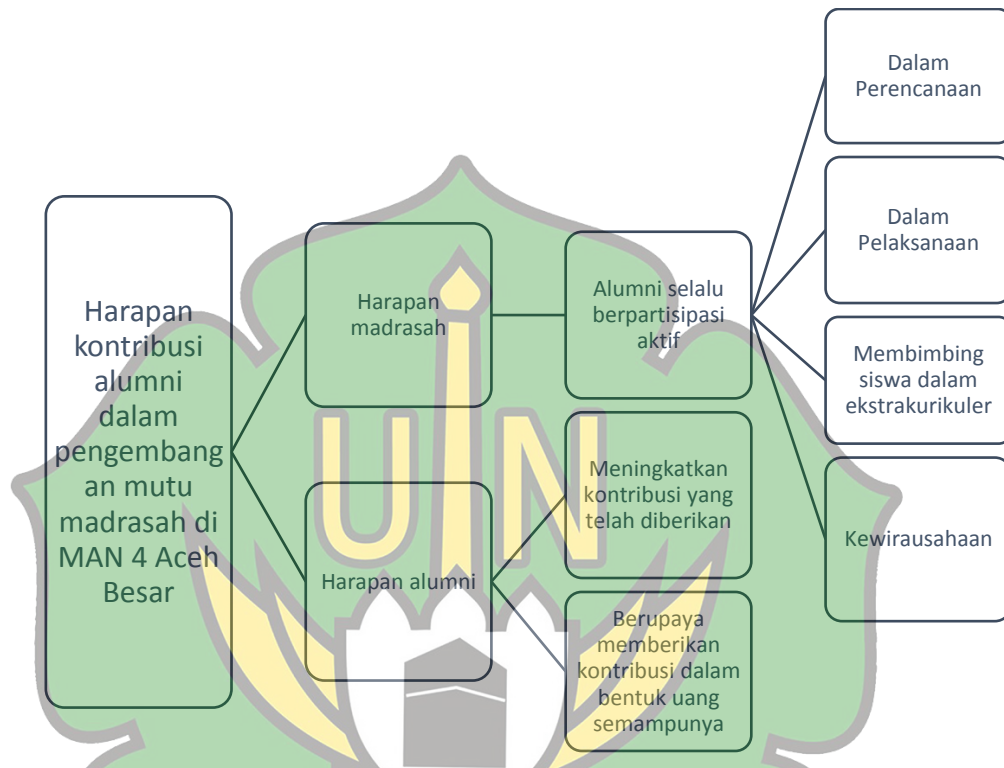 Harapan
kontribusi
alumni
dalam
pengembang
an mutu
madrasah di
MAN 4 Aceh
Besar
Harapan
madrasah
Alumni selalu
berpartisipasi
aktif
Dalam
Perencanaan
Dalam
Pelaksanaan
Membimbing
siswa dalam
ekstrakurikuler
Kewirausahaan
Harapan alumni
Meningkatkan
kontribusi yang
telah diberikan
Berupaya
memberikan
kontribusi dalam
bentuk uang
semampunya
UIN